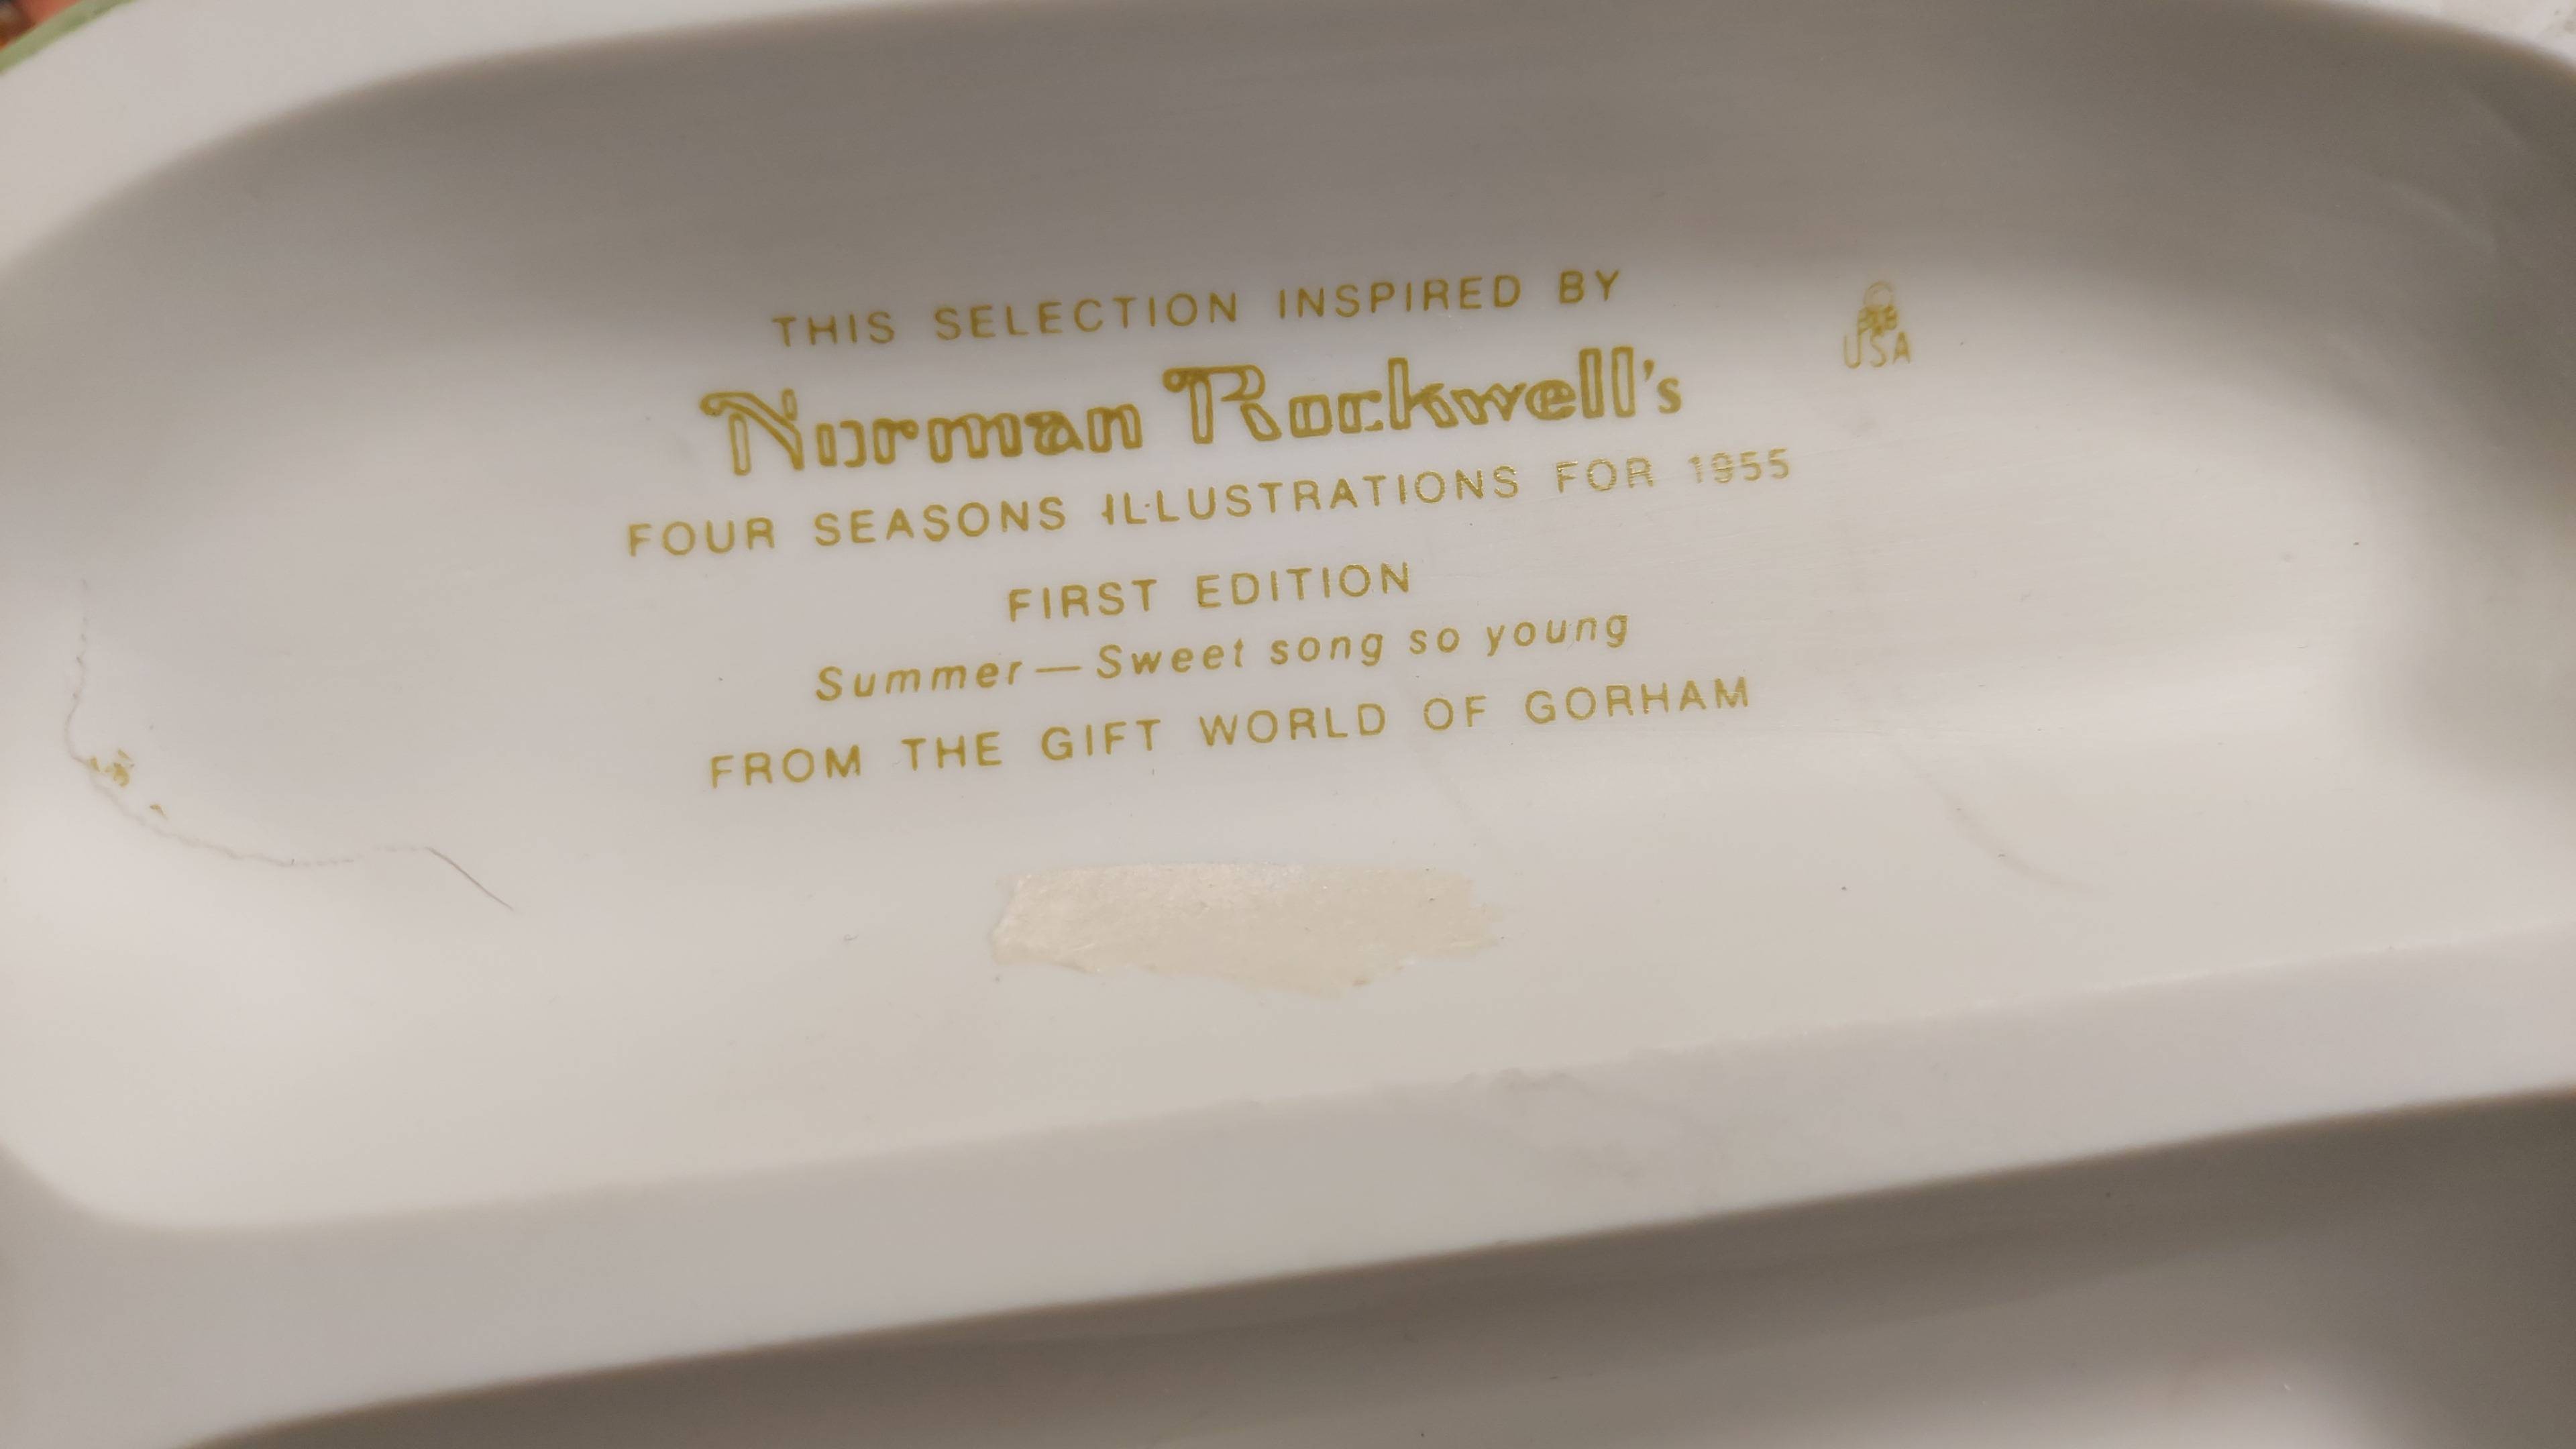 THIS SELECTION INSPIRED BY
Norman Rockwell's
FOUR SEASONS ILLUSTRATIONS FOR 1955
FIRST EDITION
Summer—Sweet song so young
FROM THE GIFT WORLD OF GORHAM
USA